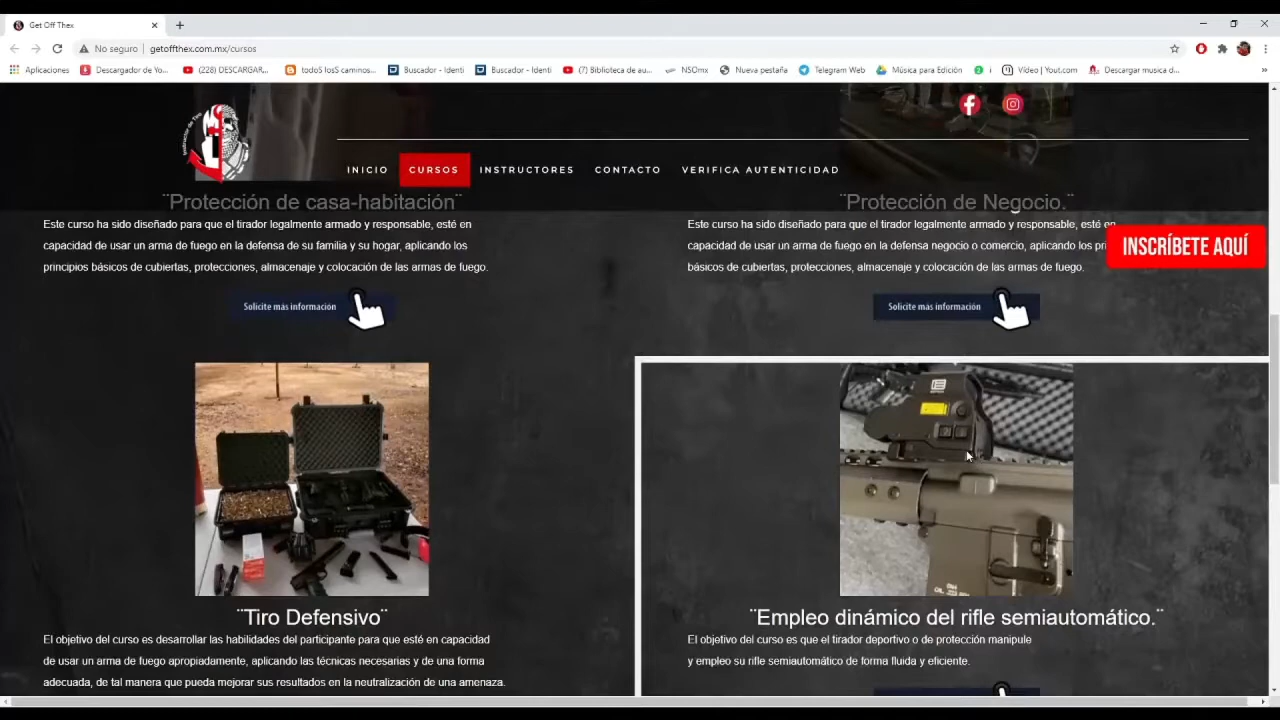 Get Off Thex
No seguro
getoffthex.com.mx/cursos
Aplicaciones
Descargador de Yo...
(228) DESCARGAR...
todoS losS caminos...
Buscador - Identi
Buscador - Identi
(7) Biblioteca de au...
NSOmx
Nueva pestaña
Telegram Web
Música para Edición
Vídeo | Yout.com
Descargar musica d...
INICIO
CURSOS
INSTRUCTORES
CONTACTO
VERIFICA AUTENTICIDAD
¨Protección de casa-habitación¨
Este curso ha sido diseñado para que el tirador legalmente armado y responsable, esté en
capacidad de usar un arma de fuego en la defensa de su familia y su hogar, aplicando los
principios básicos de cubiertas, protecciones, almacenaje y colocación de las armas de fuego.
Solicite más información
¨Protección de Negocio.¨
Este curso ha sido diseñado para que el tirador legalmente armado y responsable, esté en
capacidad de usar un arma de fuego en la defensa negocio o comercio, aplicando los pri
básicos de cubiertas, protecciones, almacenaje y colocación de las armas de fuego.
Solicite más información
INSCRÍBETE AQUÍ
¨Tiro Defensivo¨
El objetivo del curso es desarrollar las habilidades del participante para que esté en capacidad
de usar un arma de fuego apropiadamente, aplicando las técnicas necesarias y de una forma
adecuada, de tal manera que pueda mejorar sus resultados en la neutralización de una amenaza.
¨Empleo dinámico del rifle semiautomático.¨
El objetivo del curso es que el tirador deportivo o de protección manipule
y empleo su rifle semiautomático de forma fluida y eficiente.